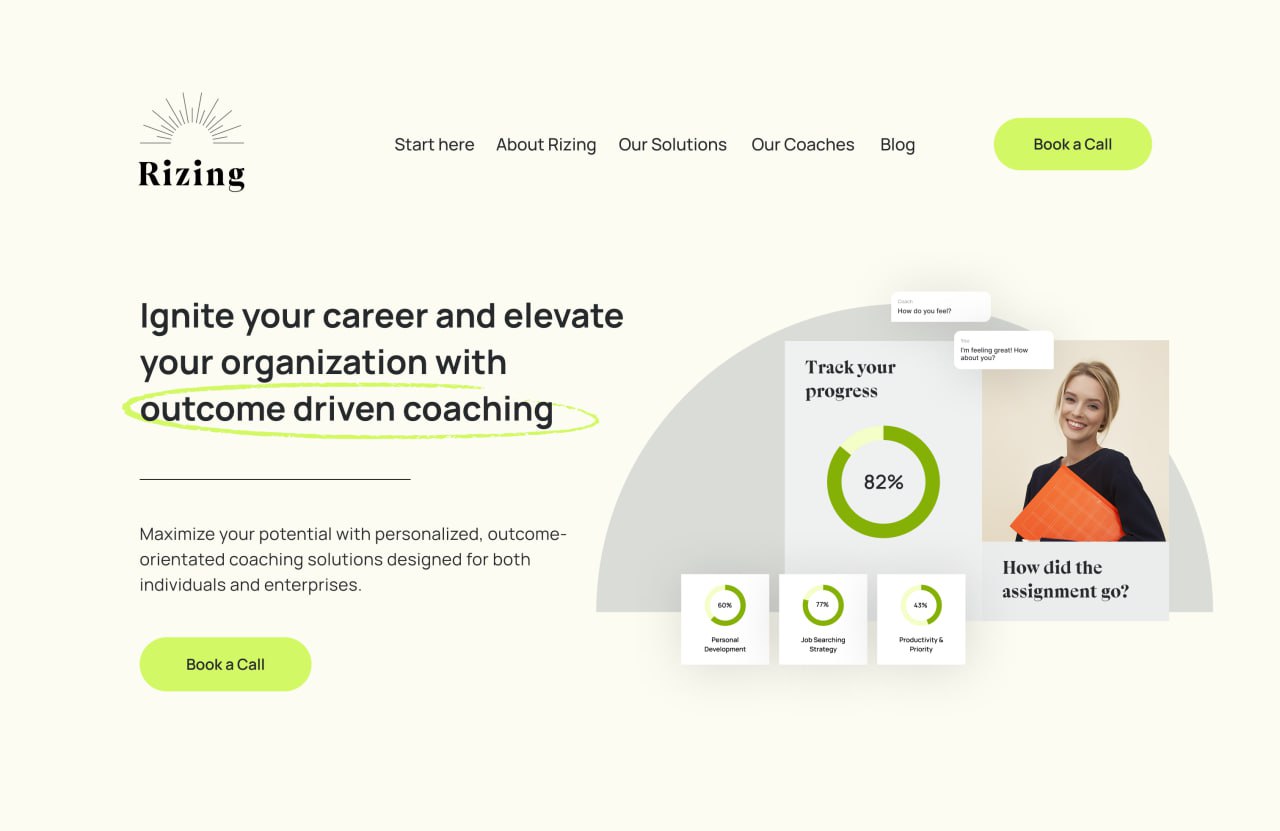 Rizing
Start here
About Rizing
Our Solutions
Our Coaches
Blog
Book a Call
Ignite your career and elevate
your organization with
outcome driven coaching
Maximize your potential with personalized, outcome-
orientated coaching solutions designed for both
individuals and enterprises.
Book a Call
Coach
How do you feel?
You
I'm feeling great! How
about you?
Track your
progress
82%
How did the
assignment go?
60%
Personal
Development
77%
Job Searching
Strategy
43%
Productivity &
Priority